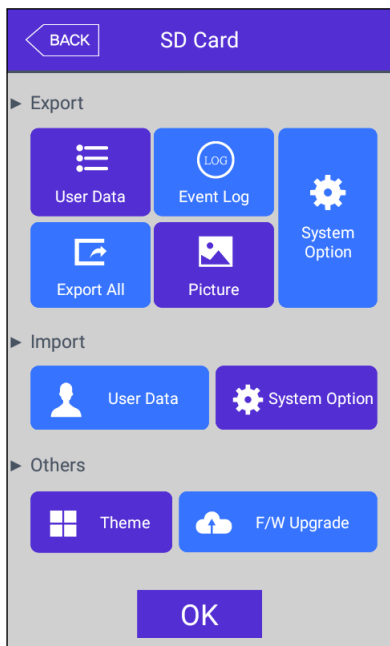 BACK
SD Card
Export
User Data
LOG
Event Log
System
Option
Export All
Picture
Import
User Data
System Option
Others
Theme
F/W Upgrade
OK